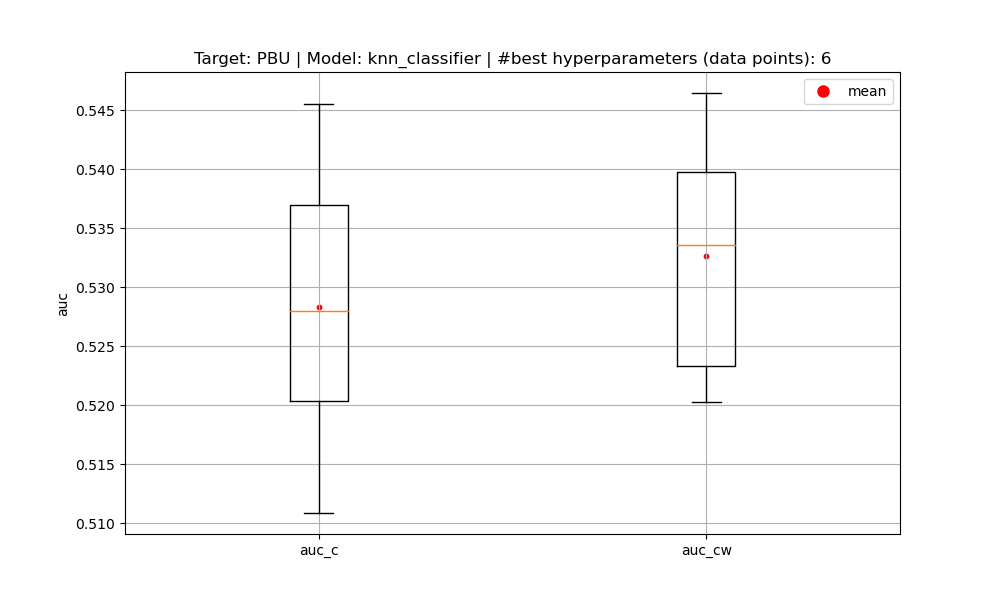 Target: PBU | Model: knn_classifier | #best hyperparameters (data points): 6
mean
0.545
0.540
0.535
0.530
0.525
0.520
0.515
0.510
auc
auc_c
auc_cw